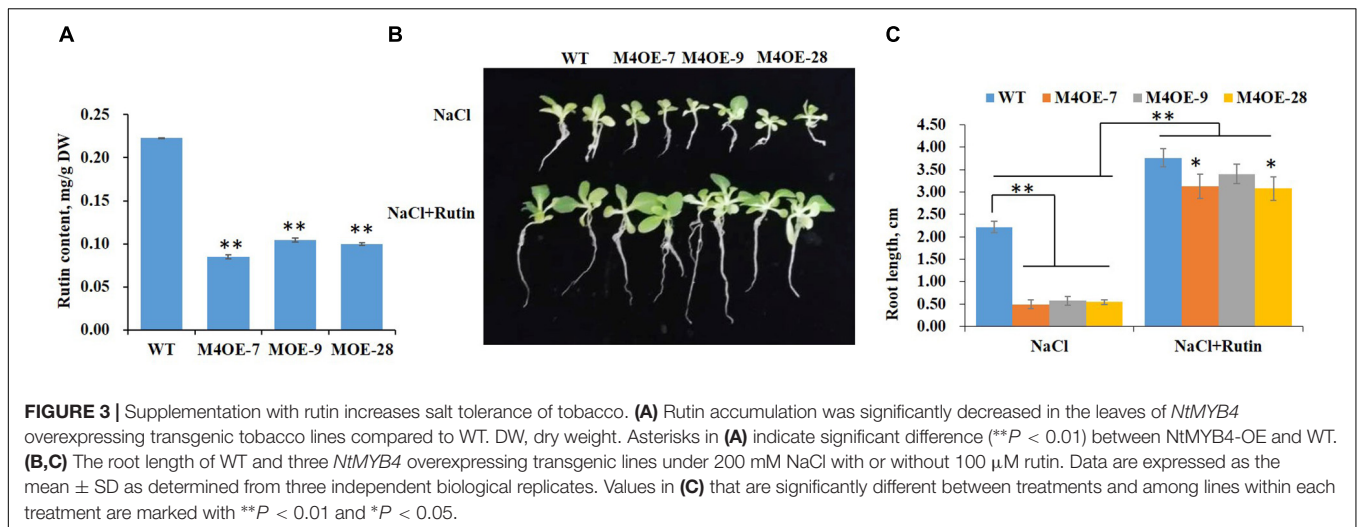 A
0.25
0.20
0.15
0.10
0.05
0.00
Rutin content, mg/g DW
**
**
**
WT M4OE-7 MOE-9 MOE-28
B
WT M4OE-7 M4OE-9 M4OE-28
NaCl
NaCl+Rutin
C
WT M4OE-7 M4OE-9 M4OE-28
4.50
4.00
3.50
3.00
2.50
2.00
1.50
1.00
0.50
0.00
Root length, cm
**
**
*
*
NaCl NaCl+Rutin
FIGURE 3 | Supplementation with rutin increases salt tolerance of tobacco. (A) Rutin accumulation was significantly decreased in the leaves of NtMYB4
overexpressing transgenic tobacco lines compared to WT. DW, dry weight. Asterisks in (A) indicate significant difference (**P < 0.01) between NtMYB4-OE and WT.
(B,C) The root length of WT and three NtMYB4 overexpressing transgenic lines under 200 mM NaCl with or without 100 μM rutin. Data are expressed as the
mean ± SD as determined from three independent biological replicates. Values in (C) that are significantly different between treatments and among lines within each
treatment are marked with **P < 0.01 and *P < 0.05.